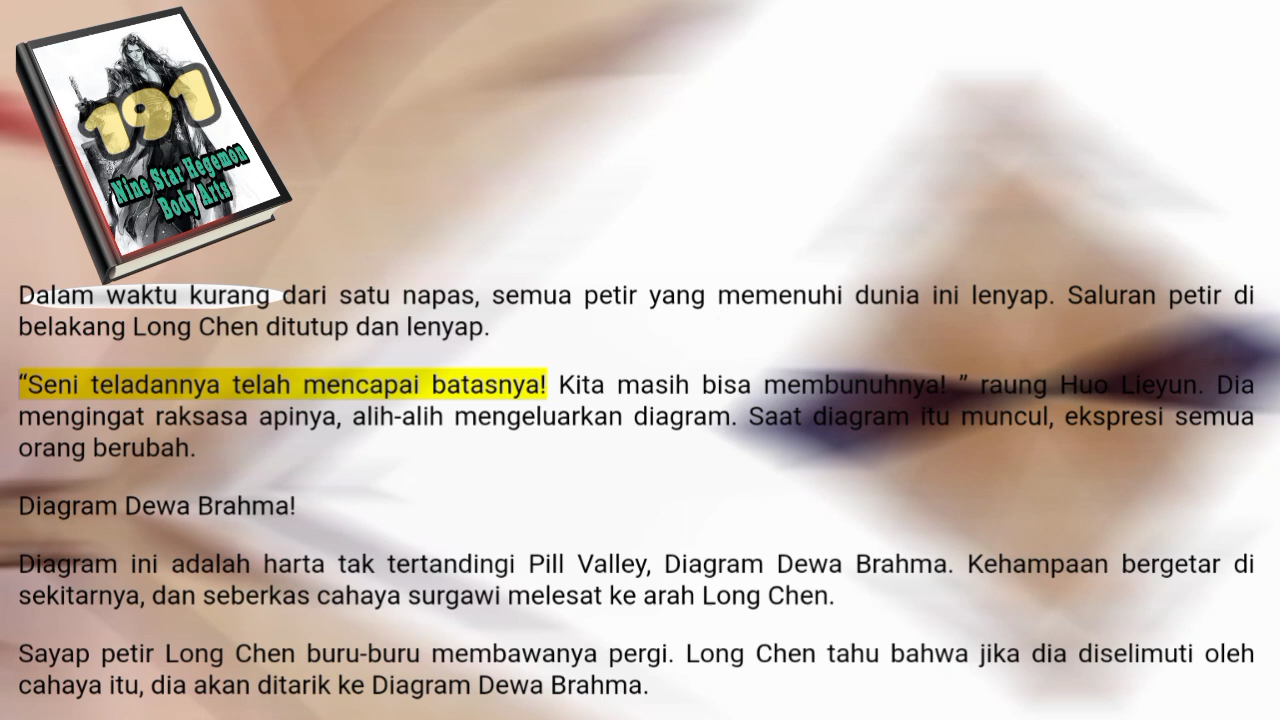 191
Nine Star Hegemon
Body Arts
Dalam waktu kurang dari satu napas, semua petir yang memenuhi dunia ini lenyap. Saluran petir di
belakang Long Chen ditutup dan lenyap.
“Seni teladannya telah mencapai batasnya! Kita masih bisa membunuhnya! ” raung Huo Lieyun. Dia
mengingat raksasa apinya, alih-alih mengeluarkan diagram. Saat diagram itu muncul, ekspresi semua
orang berubah.
Diagram Dewa Brahma!
Diagram ini adalah harta tak tertandingi Pill Valley, Diagram Dewa Brahma. Kehampaan bergetar di
sekitarnya, dan seberkas cahaya surgawi melesat ke arah Long Chen.
Sayap petir Long Chen buru-buru membawanya pergi. Long Chen tahu bahwa jika dia diselimuti oleh
cahaya itu, dia akan ditarik ke Diagram Dewa Brahma.